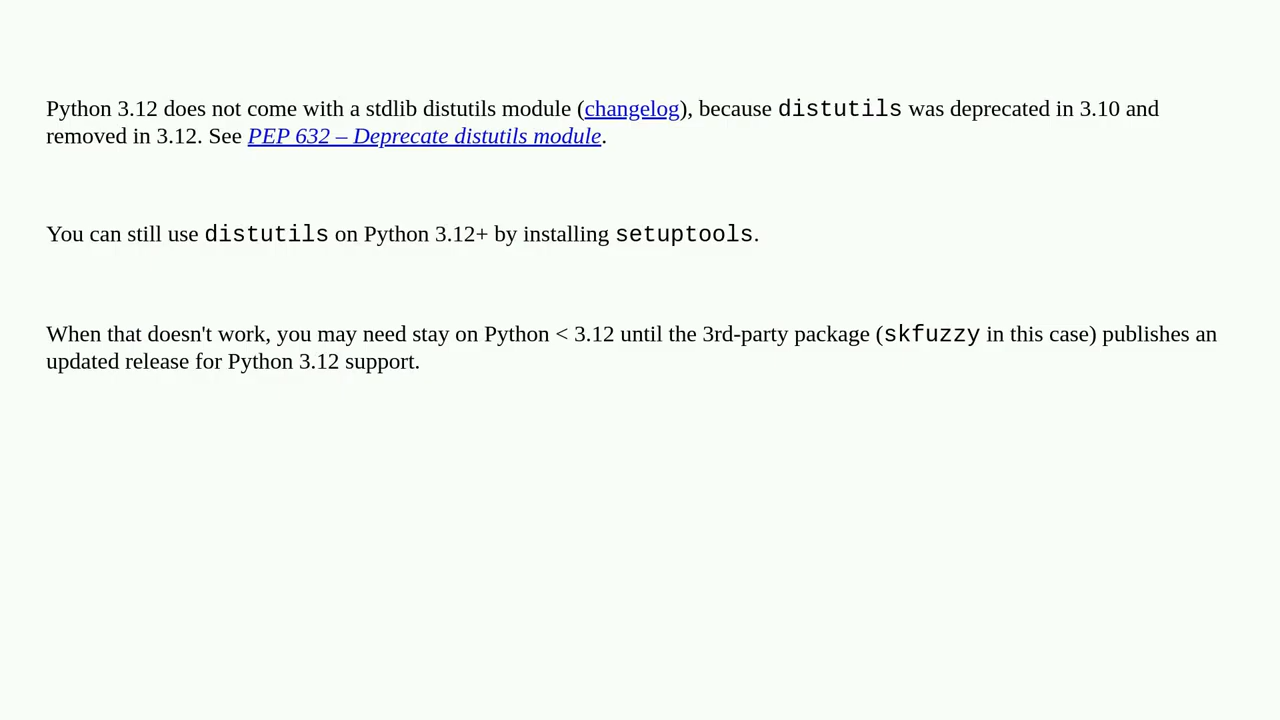 Python 3.12 does not come with a stdlib distutils module (changelog), because distutils was deprecated in 3.10 and
removed in 3.12. See PEP 632 – Deprecate distutils module.
You can still use distutils on Python 3.12+ by installing setuptools.
When that doesn't work, you may need stay on Python < 3.12 until the 3rd-party package (skfuzzy in this case) publishes an
updated release for Python 3.12 support.